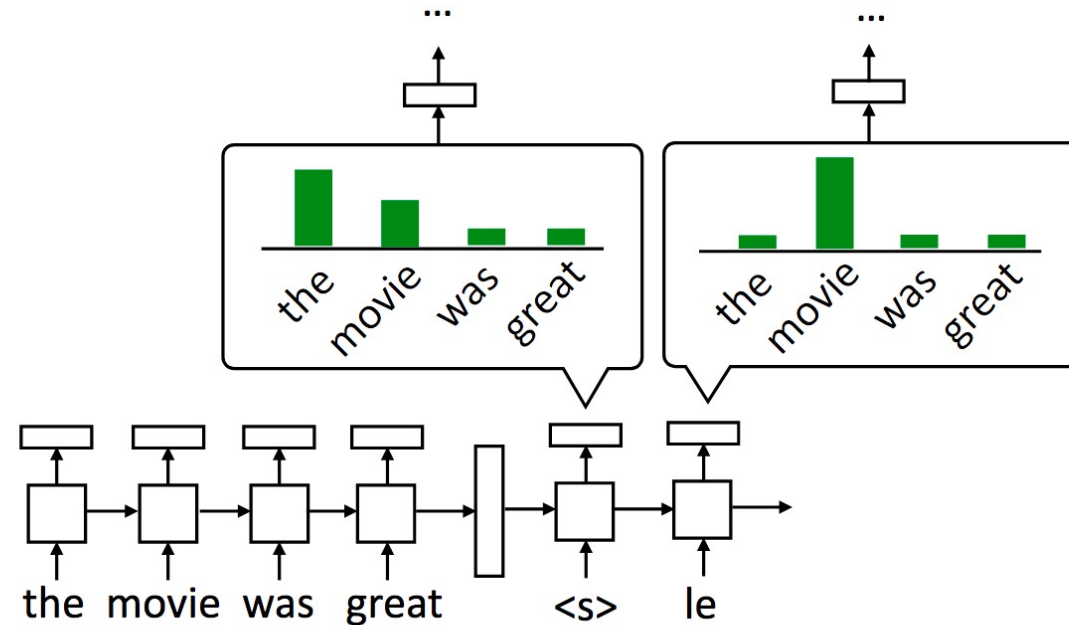 ... ...
the movie was great the movie was great
the movie was great <s> le